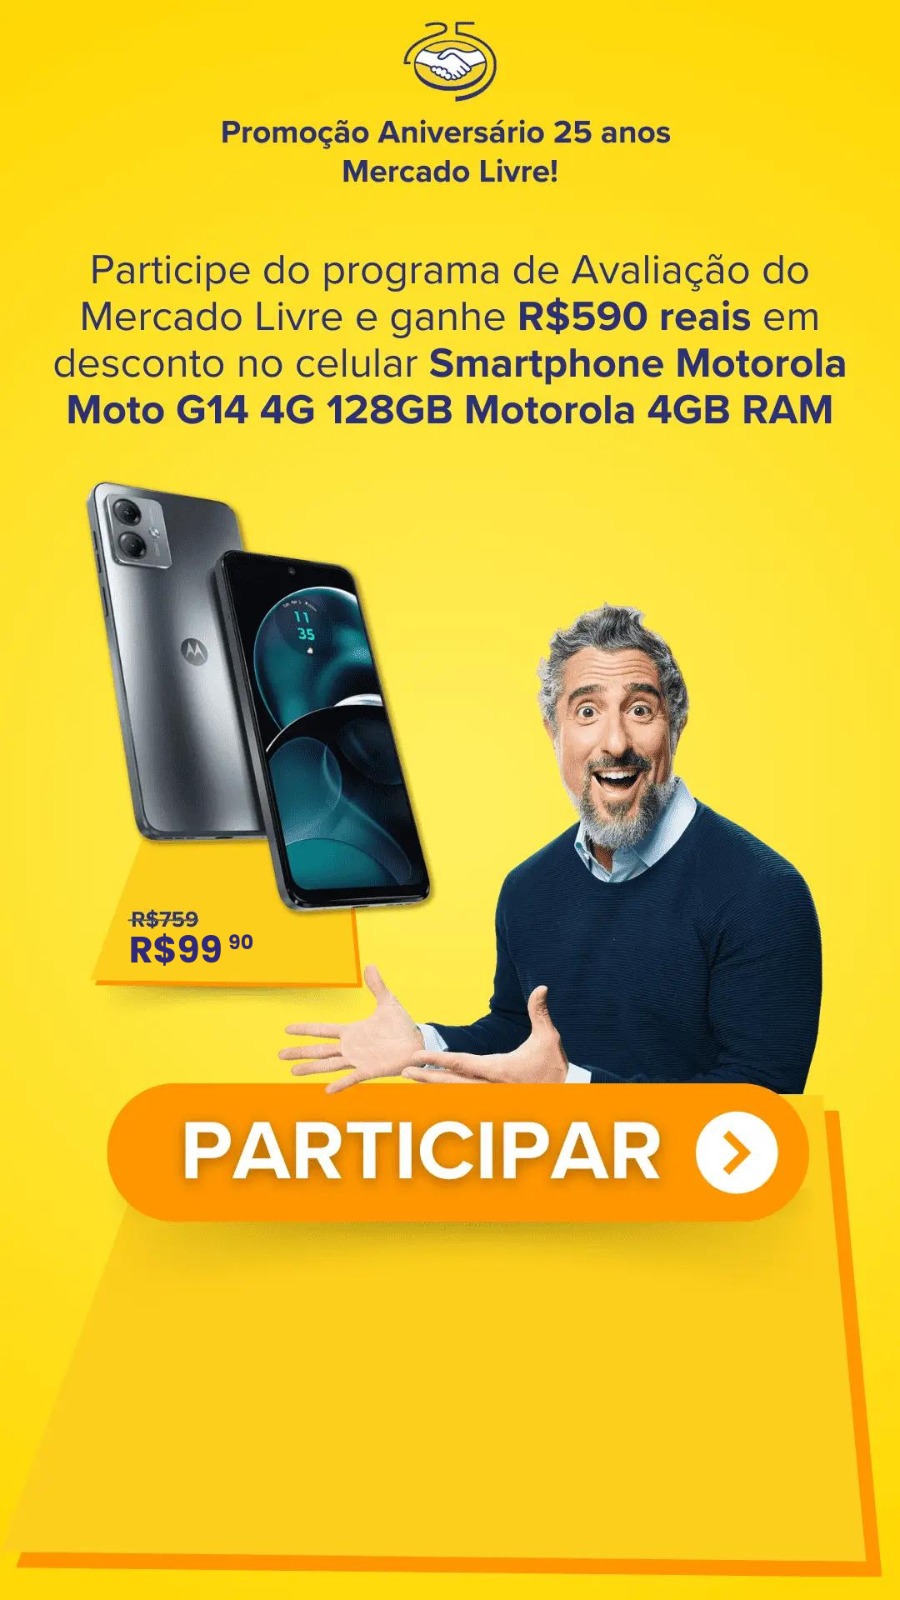 25
Promoção Aniversário 25 anos
Mercado Livre!
Participe do programa de Avaliação do
Mercado Livre e ganhe R$590 reais em
desconto no celular Smartphone Motorola
Moto G14 4G 128GB Motorola 4GB RAM
11
35
R$759
R$99 90
PARTICIPAR